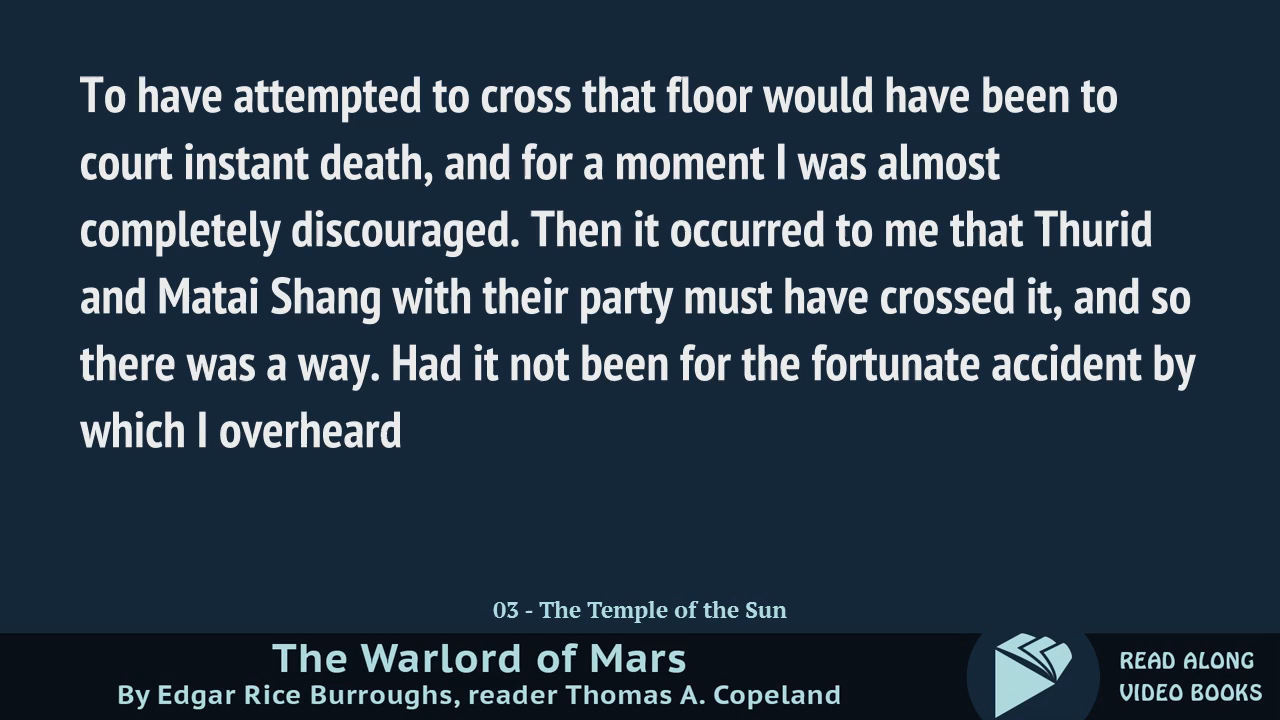 To have attempted to cross that floor would have been to
court instant death, and for a moment I was almost
completely discouraged. Then it occurred to me that Thurid
and Matai Shang with their party must have crossed it, and so
there was a way. Had it not been for the fortunate accident by
which I overheard
03 - The Temple of the Sun
The Warlord of Mars
By Edgar Rice Burroughs, reader Thomas A. Copeland
READ ALONG
VIDEO BOOKS